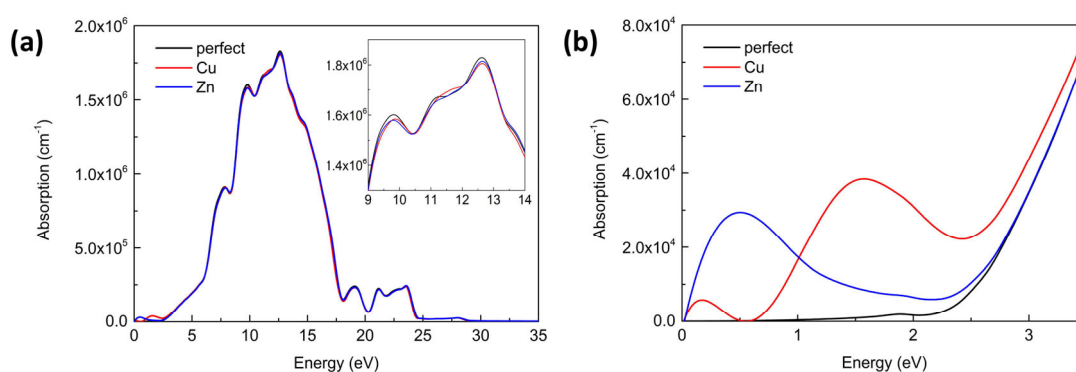 (a)
2.0x10⁶
1.5x10⁶
1.0x10⁶
5.0x10⁵
0.0
Absorption (cm⁻¹)
perfect
Cu
Zn
1.8x10⁶
1.6x10⁶
1.4x10⁶
9 10 11 12 13 14
0 5 10 15 20 25 30 35
Energy (eV)
(b)
8.0x10⁴
6.0x10⁴
4.0x10⁴
2.0x10⁴
0.0
Absorption (cm⁻¹)
perfect
Cu
Zn
0 1 2 3
Energy (eV)